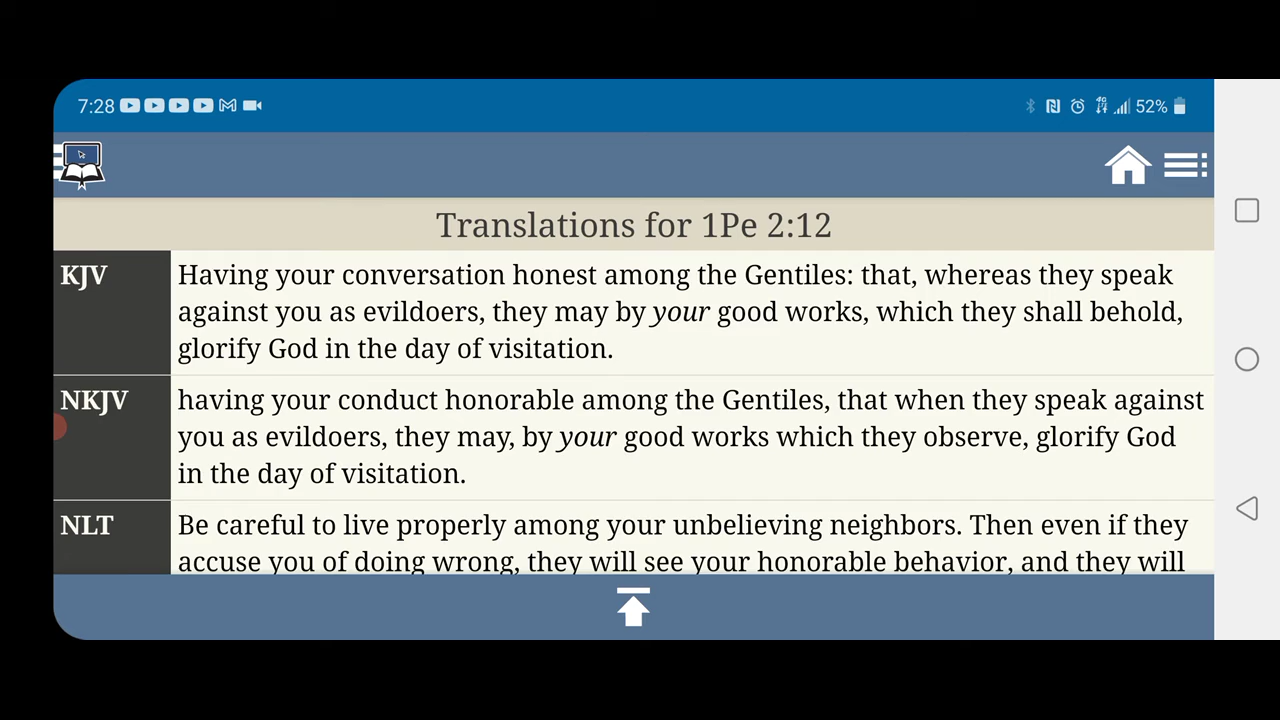 7:28
52%
Translations for 1Pe 2:12
KJV
Having your conversation honest among the Gentiles: that, whereas they speak
against you as evildoers, they may by your good works, which they shall behold,
glorify God in the day of visitation.
NKJV
having your conduct honorable among the Gentiles, that when they speak against
you as evildoers, they may, by your good works which they observe, glorify God
in the day of visitation.
NLT
Be careful to live properly among your unbelieving neighbors. Then even if they
accuse you of doing wrong, they will see your honorable behavior, and they will